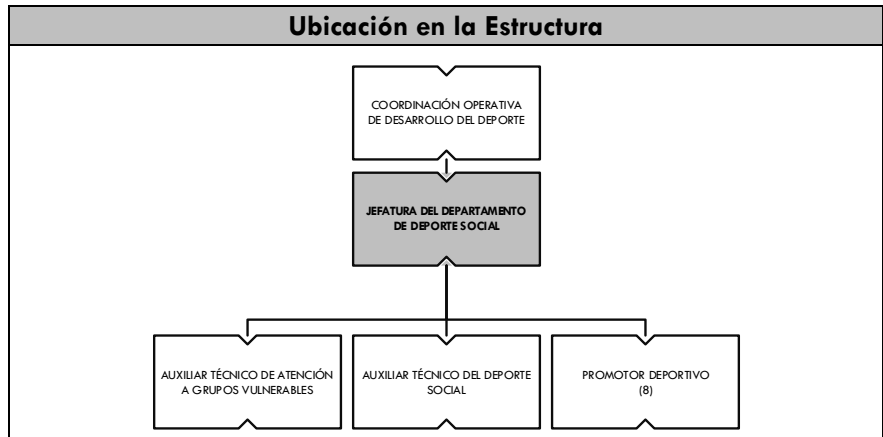 Ubicación en la Estructura
COORDINACIÓN OPERATIVA
DE DESARROLLO DEL DEPORTE
JEFATURA DEL DEPARTAMENTO
DE DEPORTE SOCIAL
AUXILIAR TÉCNICO DE ATENCIÓN
A GRUPOS VULNERABLES
AUXILIAR TÉCNICO DEL DEPORTE
SOCIAL
PROMOTOR DEPORTIVO
(8)